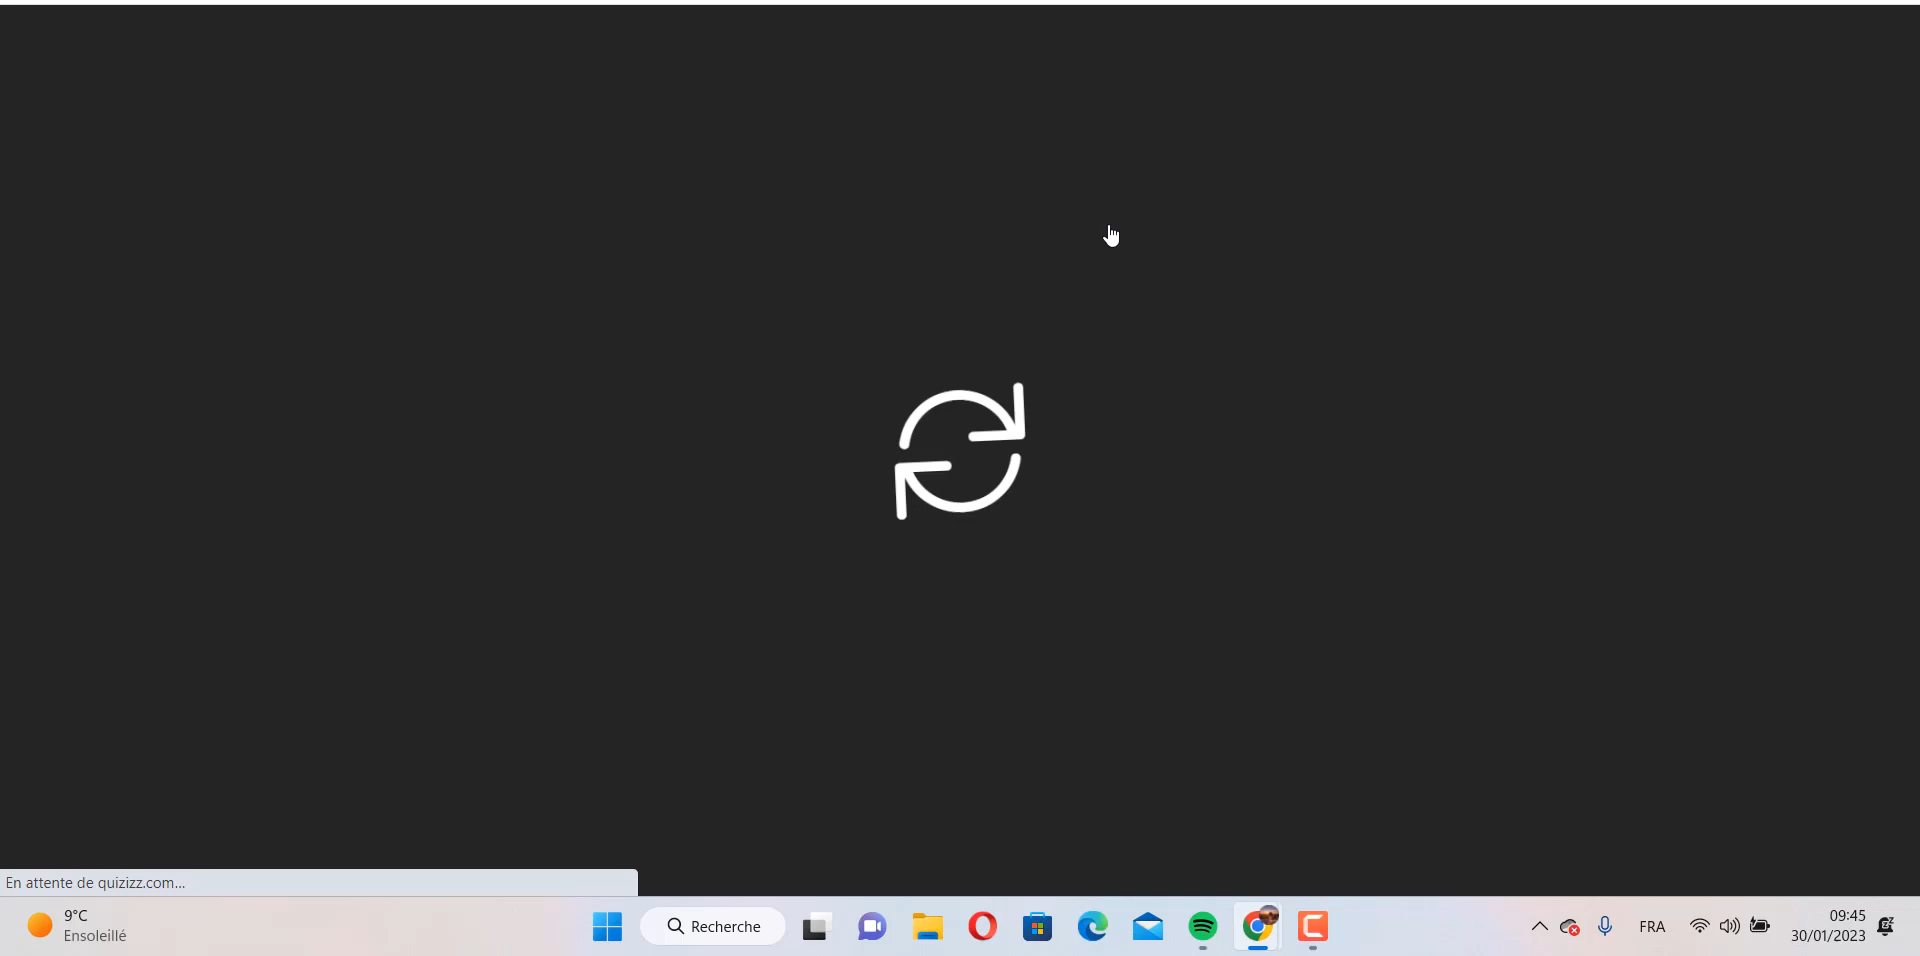 En attente de quizizz.com...
9°C
Ensoleillé
Recherche
FRA
09:45
30/01/2023